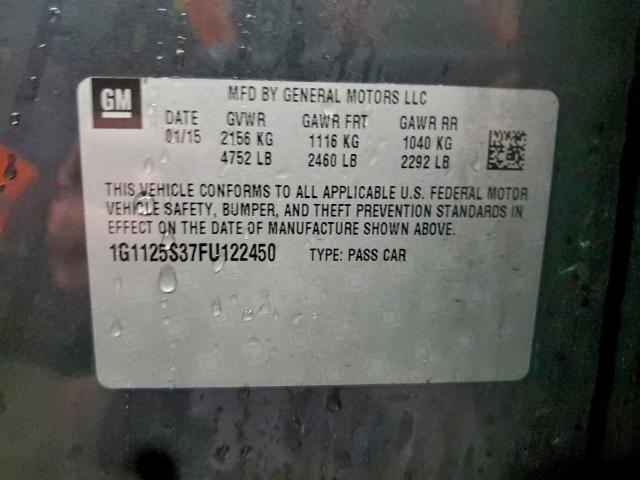 GM
MFD BY GENERAL MOTORS LLC
DATE GVWR GAWR FRT GAWR RR
01/15 2156 KG 1116 KG 1040 KG
4752 LB 2460 LB 2292 LB
THIS VEHICLE CONFORMS TO ALL APPLICABLE U.S. FEDERAL MOTOR
VEHICLE SAFETY, BUMPER, AND THEFT PREVENTION STANDARDS IN
EFFECT ON THE DATE OF MANUFACTURE SHOWN ABOVE.
1G1125S37FU122450 TYPE: PASS CAR